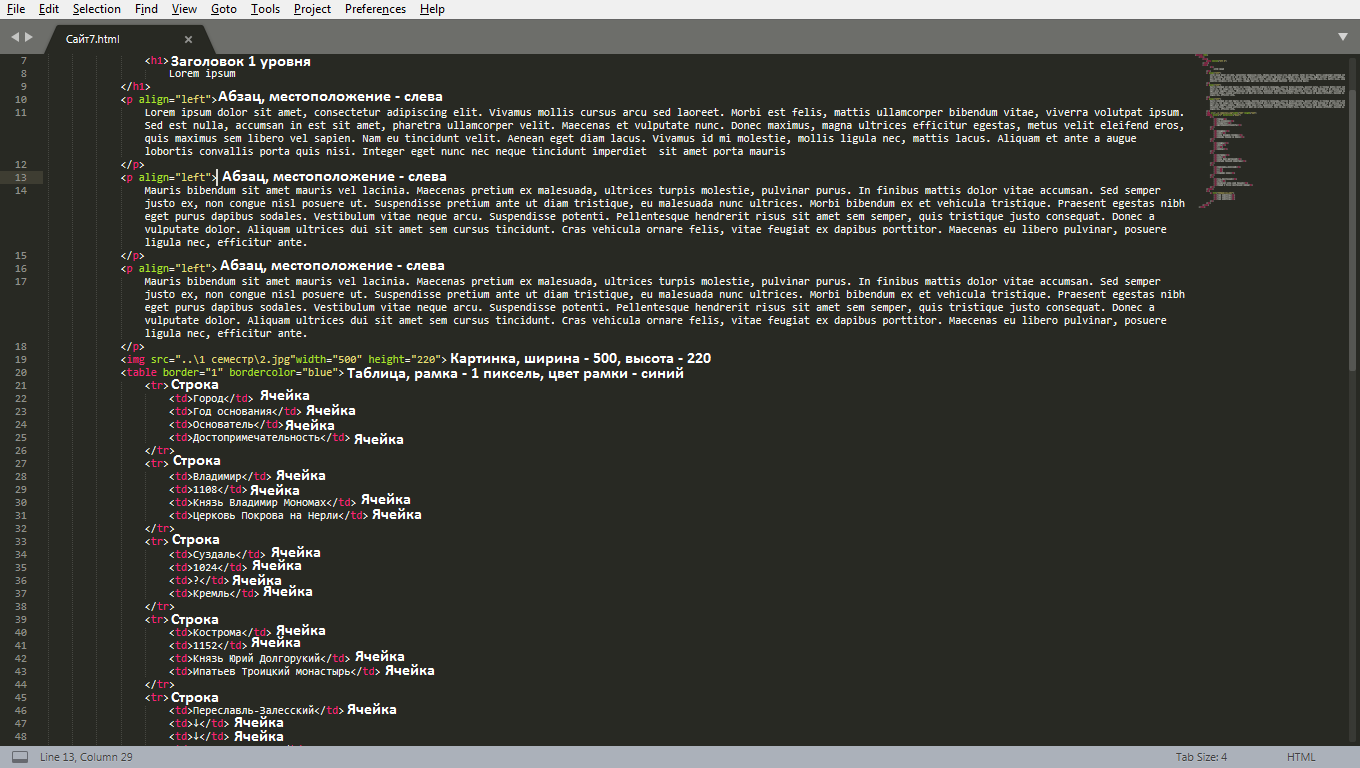 File Edit Selection Find View Goto Tools Project Preferences Help
Сайт7.html
7 <h1> Заголовок 1 уровня
8 Lorem ipsum
9 </h1>
10 <p align="left"> Абзац, местоположение - слева
11 Lorem ipsum dolor sit amet, consectetur adipiscing elit. Vivamus mollis cursus arcu sed laoreet. Morbi est felis, mattis ullamcorper bibendum vitae, viverra volutpat ipsum.
Sed est nulla, accumsan in est sit amet, pharetra ullamcorper velit. Maecenas et vulputate nunc. Donec maximus, magna ultrices efficitur egestas, metus velit eleifend eros,
quis maximus sem libero vel sapien. Nam eu tincidunt velit. Aenean eget diam lacus. Vivamus id mi molestie, mollis ligula nec, mattis lacus. Aliquam et ante a augue
lobortis convallis porta quis nisi. Integer eget nunc nec neque tincidunt imperdiet  sit amet porta mauris
12 </p>
13 <p align="left"> Абзац, местоположение - слева
14 Mauris bibendum sit amet mauris vel lacinia. Maecenas pretium ex malesuada, ultrices turpis molestie, pulvinar purus. In finibus mattis dolor vitae accumsan. Sed semper
justo ex, non congue nisl posuere ut. Suspendisse pretium ante ut diam tristique, eu malesuada nunc ultrices. Morbi bibendum ex et vehicula tristique. Praesent egestas nibh
eget purus dapibus sodales. Vestibulum vitae neque arcu. Suspendisse potenti. Pellentesque hendrerit risus sit amet sem semper, quis tristique justo consequat. Donec a
vulputate dolor. Aliquam ultrices dui sit amet sem cursus tincidunt. Cras vehicula ornare felis, vitae feugiat ex dapibus porttitor. Maecenas eu libero pulvinar, posuere
ligula nec, efficitur ante.
15 </p>
16 <p align="left"> Абзац, местоположение - слева
17 Mauris bibendum sit amet mauris vel lacinia. Maecenas pretium ex malesuada, ultrices turpis molestie, pulvinar purus. In finibus mattis dolor vitae accumsan. Sed semper
justo ex, non congue nisl posuere ut. Suspendisse pretium ante ut diam tristique, eu malesuada nunc ultrices. Morbi bibendum ex et vehicula tristique. Praesent egestas nibh
eget purus dapibus sodales. Vestibulum vitae neque arcu. Suspendisse potenti. Pellentesque hendrerit risus sit amet sem semper, quis tristique justo consequat. Donec a
vulputate dolor. Aliquam ultrices dui sit amet sem cursus tincidunt. Cras vehicula ornare felis, vitae feugiat ex dapibus porttitor. Maecenas eu libero pulvinar, posuere
ligula nec, efficitur ante.
18 </p>
19 <img src="..\1 семестр\2.jpg"width="500" height="220"> Картинка, ширина - 500, высота - 220
20 <table border="1" bordercolor="blue"> Таблица, рамка - 1 пиксель, цвет рамки - синий
21 <tr> Строка
22 <td>Город</td> Ячейка
23 <td>Год основания</td> Ячейка
24 <td>Основатель</td> Ячейка
25 <td>Достопримечательность</td> Ячейка
26 </tr>
27 <tr> Строка
28 <td>Владимир</td> Ячейка
29 <td>1108</td> Ячейка
30 <td>Князь Владимир Мономах</td> Ячейка
31 <td>Церковь Покрова на Нерли</td> Ячейка
32 </tr>
33 <tr> Строка
34 <td>Суздаль</td> Ячейка
35 <td>1024</td> Ячейка
36 <td>?</td> Ячейка
37 <td>Кремль</td> Ячейка
38 </tr>
39 <tr> Строка
40 <td>Кострома</td> Ячейка
41 <td>1152</td> Ячейка
42 <td>Князь Юрий Долгорукий</td> Ячейка
43 <td>Ипатьев Троицкий монастырь</td> Ячейка
44 </tr>
45 <tr> Строка
46 <td>Переславль-Залесский</td> Ячейка
47 <td>↓</td> Ячейка
48 <td>↓</td> Ячейка
Line 13, Column 29 Tab Size: 4 HTML